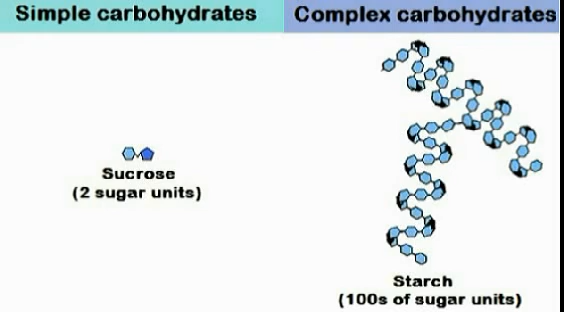 Simple carbohydrates
Complex carbohydrates
Sucrose
(2 sugar units)
Starch
(100s of sugar units)